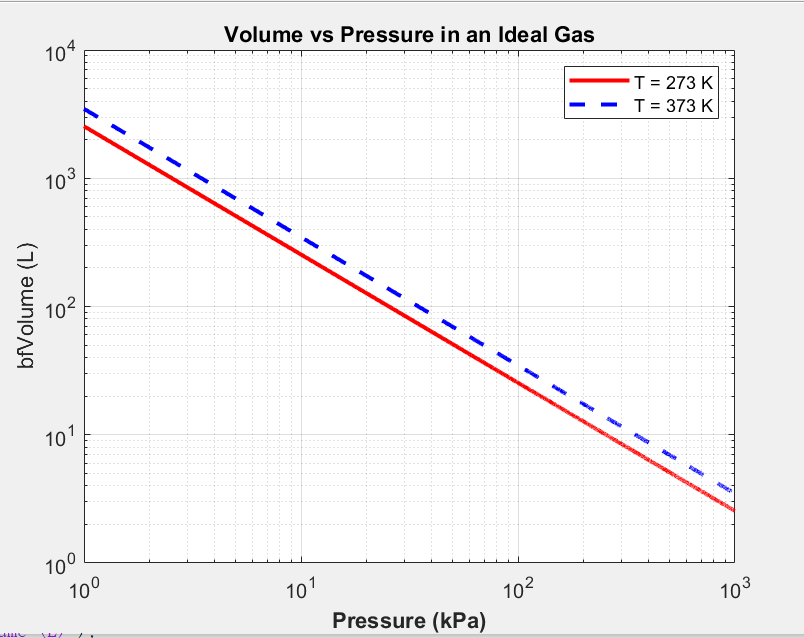 Volume vs Pressure in an Ideal Gas
10^4
T = 273 K
T = 373 K
10^3
bfVolume (L)
10^2
10^1
10^0
10^0 10^1 10^2 10^3
Pressure (kPa)